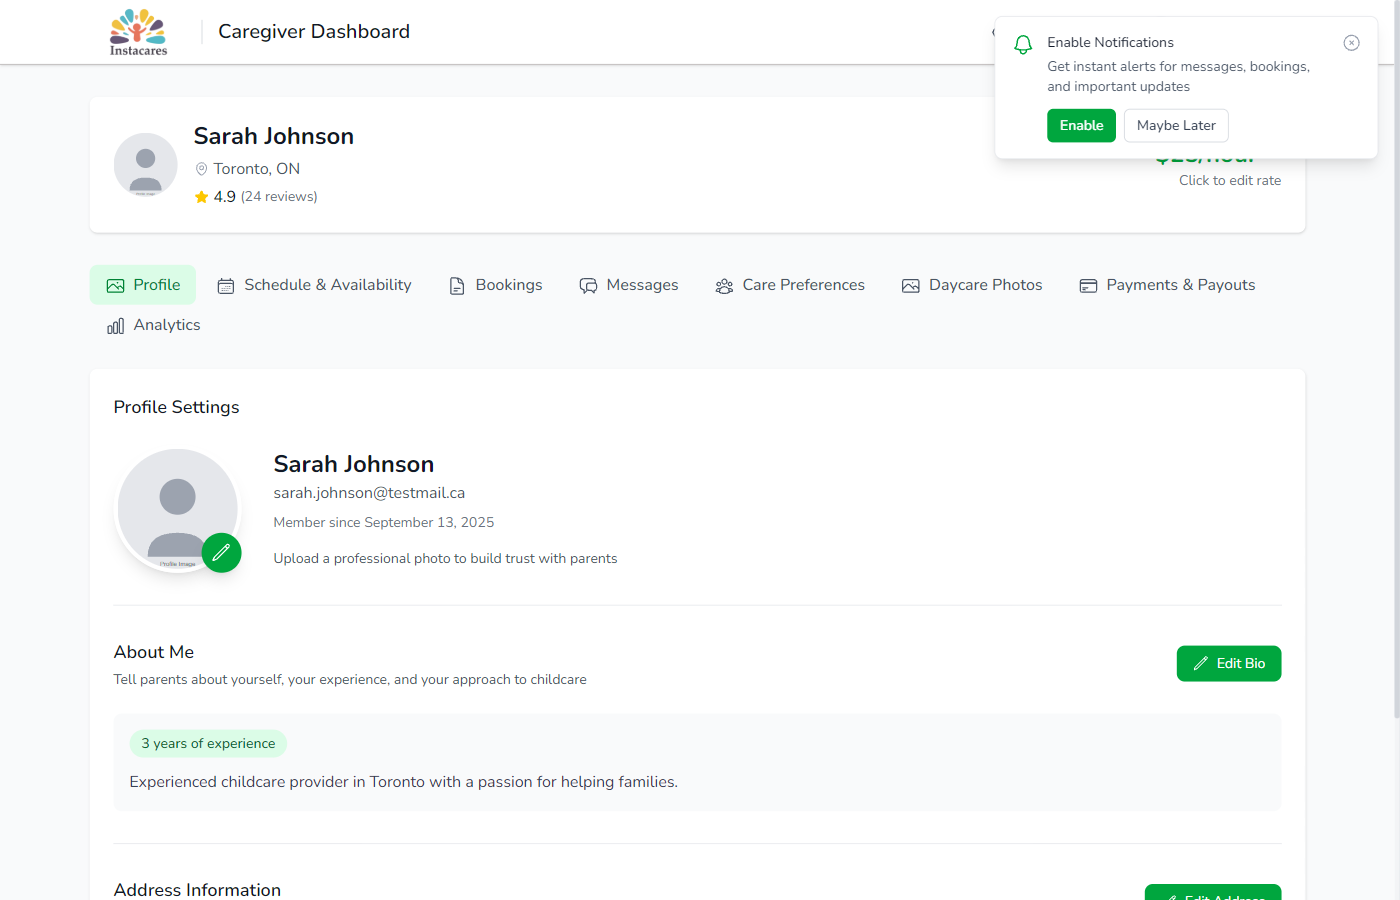 Instacares
Caregiver Dashboard
Enable Notifications
Get instant alerts for messages, bookings,
and important updates
Enable
Maybe Later
Sarah Johnson
Toronto, ON
4.9 (24 reviews)
Click to edit rate
Profile
Schedule & Availability
Bookings
Messages
Care Preferences
Daycare Photos
Payments & Payouts
Analytics
Profile Settings
Profile Image
Sarah Johnson
sarah.johnson@testmail.ca
Member since September 13, 2025
Upload a professional photo to build trust with parents
About Me
Edit Bio
Tell parents about yourself, your experience, and your approach to childcare
3 years of experience
Experienced childcare provider in Toronto with a passion for helping families.
Address Information
Edit Address